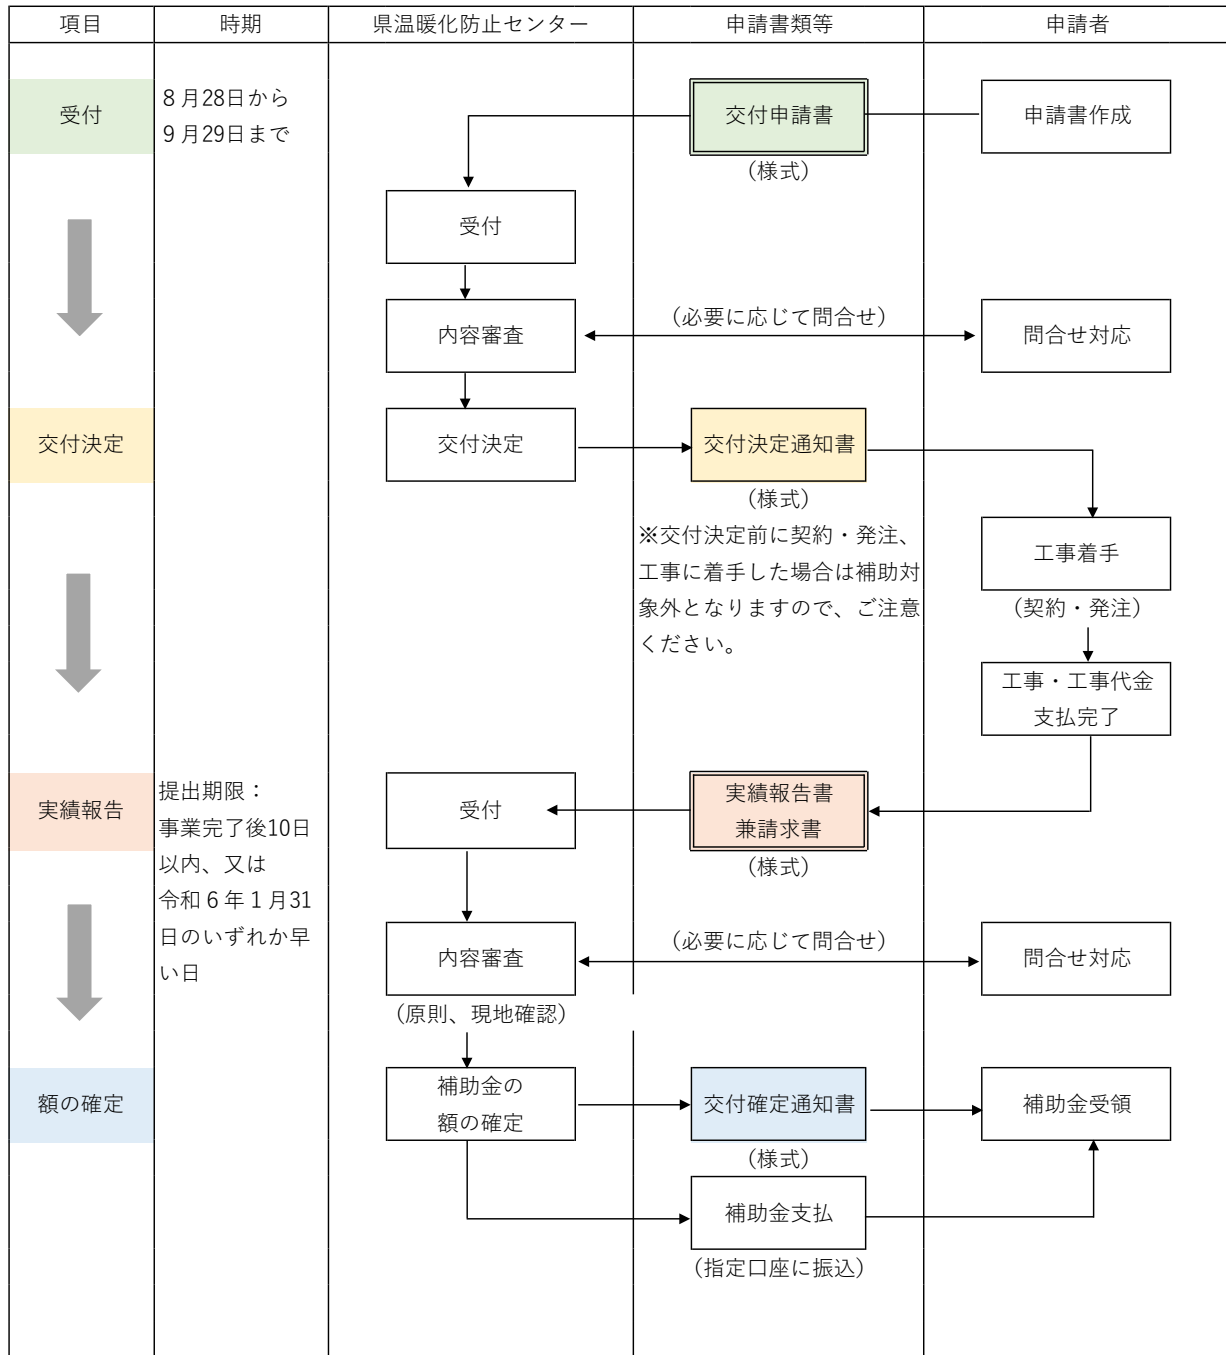 項目
時期
県温暖化防止センター
申請書類等
申請者
受付
８月28日から
９月29日まで
交付申請書
（様式）
申請書作成
受付
内容審査
（必要に応じて問合せ）
問合せ対応
交付決定
交付決定
交付決定通知書
（様式）
※交付決定前に契約・発注、
工事に着手した場合は補助対
象外となりますので、ご注意
ください。
工事着手
（契約・発注）
工事・工事代金
支払完了
実績報告
提出期限：
事業完了後10日
以内、又は
令和６年１月31
日のいずれか早
い日
受付
実績報告書
兼請求書
（様式）
内容審査
（原則、現地確認）
（必要に応じて問合せ）
問合せ対応
額の確定
補助金の
額の確定
交付確定通知書
（様式）
補助金受領
補助金支払
（指定口座に振込）